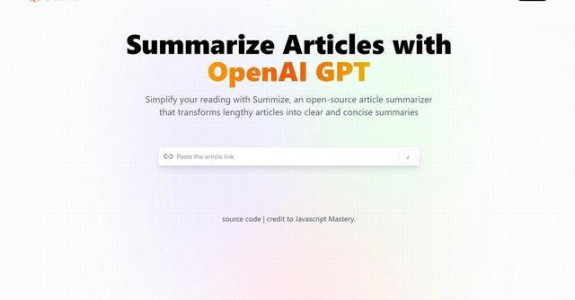 Summarize Articles with
OpenAI GPT
Simplify your reading with Summize, an open-source article summarizer
that transforms lengthy articles into clear and concise summaries
Paste the article link
source code | credit to Javascript Mastery.